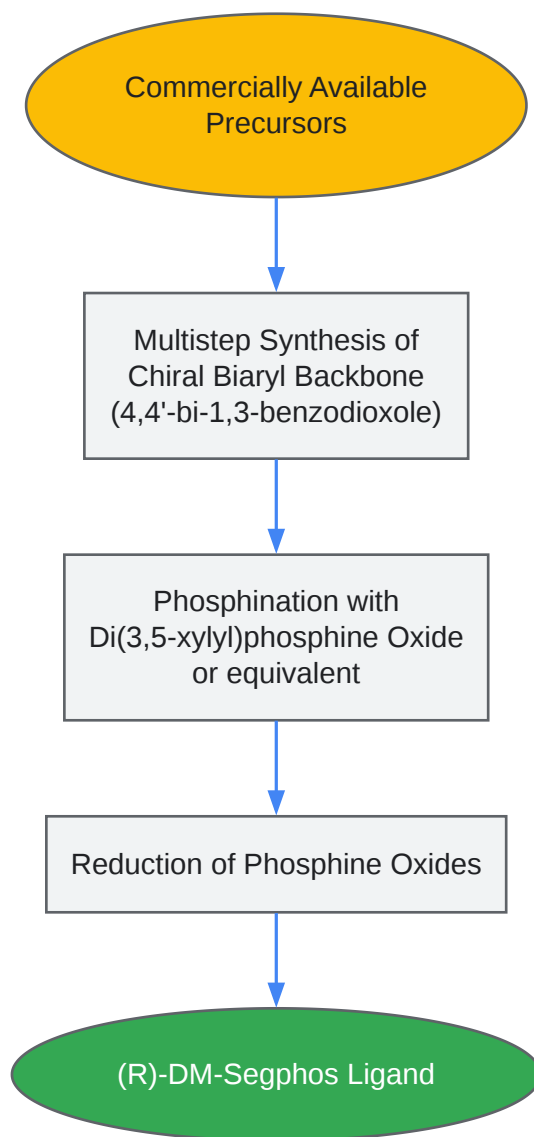 Commercially Available
Precursors
Multistep Synthesis of
Chiral Biaryl Backbone
(4,4'-bi-1,3-benzodioxole)
Phosphination with
Di(3,5-xylyl)phosphine Oxide
or equivalent
Reduction of Phosphine Oxides
(R)-DM-Segphos Ligand